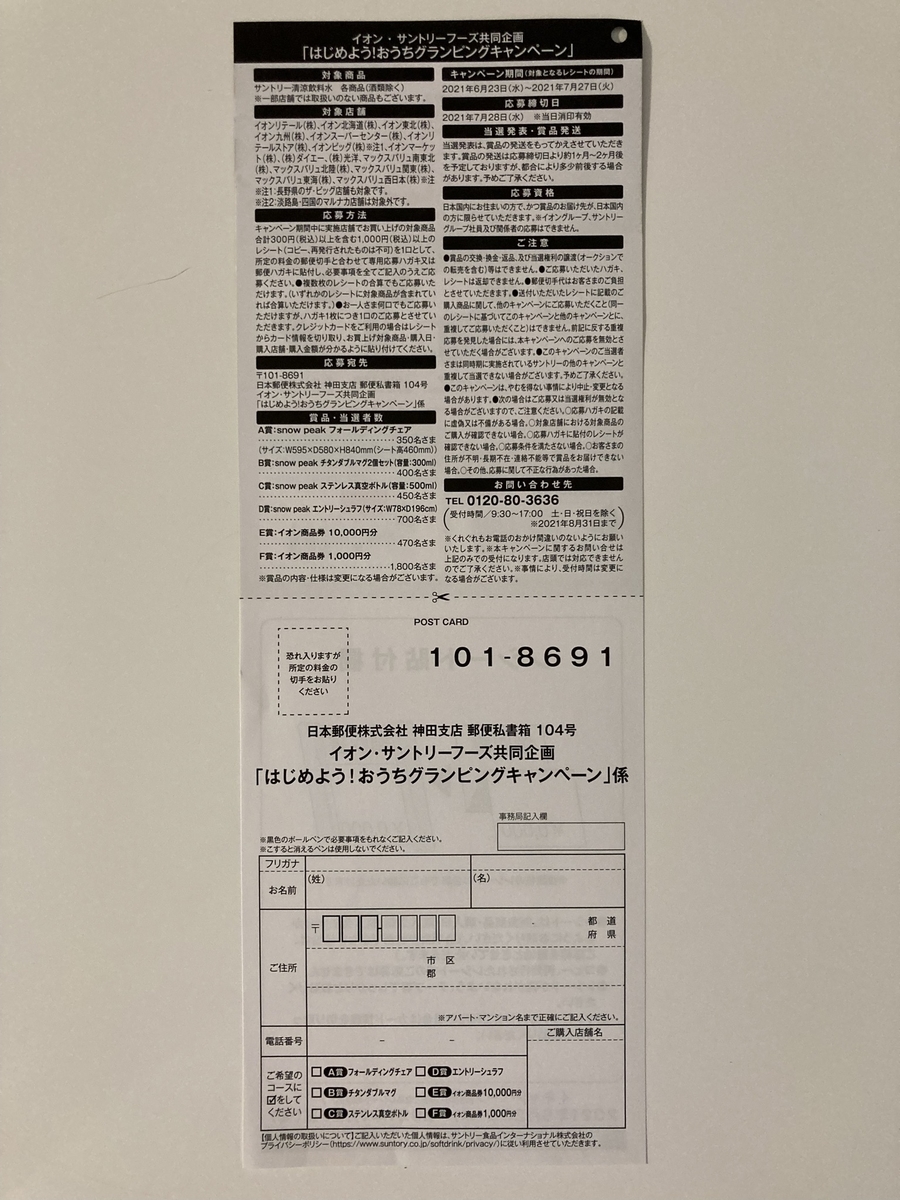 イオン・サントリーフーズ共同企画
「はじめよう!おうちグランピングキャンペーン」
対象商品
サントリー清涼飲料水 各商品(酒類除く)
※一部店舗では取扱いのない商品もございます。
対象店舗
イオンリテール(株)、イオン北海道(株)、イオン東北(株)、
イオン九州(株)、イオンスーパーセンター(株)、イオンリ
テールストア(株)、イオンビッグ(株)※注1、イオンマーケッ
ト(株)、(株)ダイエー、(株)光洋、マックスバリュ南東北
(株)、マックスバリュ北陸(株)、マックスバリュ関東(株)、
マックスバリュ東海(株)、マックスバリュ西日本(株)※注
※注1:長野県のザ・ビッグ店舗も対象です。
※注2:淡路島・四国のマルナカ店舗は対象外です。
応募方法
キャンペーン期間中に実施店舗でお買い上げの対象商品
合計300円(税込)以上を含む1,000円(税込)以上の
レシート(コピー、再発行されたものは不可)を1口として、
所定の料金の郵便切手と合わせて専用応募ハガキ又は
郵便ハガキに貼付し、必要事項を全てご記入のうえご応
募ください。●複数枚のレシートの合算でもご応募いた
だけます。(いずれかのレシートに対象商品が含まれてい
れば合算いただけます。)●お一人さま何口でもご応募い
ただけますが、ハガキ1枚につき1口のご応募とさせてい
ただきます。クレジットカードをご利用の場合はレシート
からカード情報を切り取り、お買上げ対象商品・購入日・
購入店舗・購入金額が分かるように貼り付けてください。
応募宛先
〒101-8691
日本郵便株式会社 神田支店 郵便私書箱 104号
イオン・サントリーフーズ共同企画
「はじめよう!おうちグランピングキャンペーン」係
賞品・当選者数
A賞:snow peak フォールディングチェア
350名さま
(サイズ:W595×D580×H840mm(シート高460mm))
B賞:snow peak チタンダブルマグ2個セット(容量:300ml)
400名さま
C賞:snow peak ステンレス真空ボトル(容量:500ml)
450名さま
D賞:snow peak エントリーシュラフ(サイズ:W78×D196cm)
700名さま
E賞:イオン商品券 10,000円分
470名さま
F賞:イオン商品券 1,000円分
1,800名さま
※賞品の内容・仕様は変更になる場合がございます。
キャンペーン期間(対象となるレシートの期間)
2021年6月23日(水)~2021年7月27日(火)
応募締切日
2021年7月28日(水) ※当日消印有効
当選発表・賞品発送
当選発表は、賞品の発送をもってかえさせていただき
ます。賞品の発送は応募締切日より約1ヶ月~2ヶ月後
を予定しておりますが、都合により多少前後する場合
があります。予めご了承ください。
応募資格
日本国内にお住まいの方で、かつ賞品のお届け先が、日本国内
の方に限らせていただきます。※イオングループ、サントリー
グループ社員及び関係者の応募はできません。
ご注意
●賞品の交換・換金・返品、及び当選権利の譲渡(オークションで
の転売を含む)等はできません。●ご応募いただいたハガキ、
レシートは返却できません。●郵便切手代はお客さまのご負担
とさせていただきます。●送付いただいたレシートに記載のご
購入商品に関して、他のキャンペーンにご応募いただくこと(同一
のレシートに基づいてこのキャンペーンと他のキャンペーンとに、
重複してご応募いただくこと)はできません。前記に反する重複
応募を発見した場合には、本キャンペーンへのご応募を無効とさ
せていただく場合がございます。●このキャンペーンのご当選者
さまは同時期に実施されているサントリーの他のキャンペーンと
重複して当選できない場合がございます。予めご了承ください。
●このキャンペーンは、やむを得ない事情により中止・変更となる
場合があります。●次の場合はご応募又は当選権利が無効とな
る場合がございますので、ご注意ください。○応募ハガキの記載
に虚偽又は不備がある場合。○対象店舗における対象商品の
ご購入が確認できない場合。○応募ハガキに貼付のレシートが
確認できない場合。○応募条件を満たさない場合。○お客さまの
住所が不明・長期不在・連絡不能等で賞品をお届けできない
場合。○その他、応募に関して不正な行為があった場合。
お問い合わせ先
TEL 0120-80-3636
(受付時間/9:30~17:00 土・日・祝日を除く
※2021年8月31日まで)
※くれぐれもお電話のおかけ間違いのないようにお願い
いたします。※本キャンペーンに関するお問い合せは
上記のみでの受付になります。店頭では対応できません
のでご了承ください。※事情により、受付時間は変更に
なる場合がございます。
POST CARD
恐れ入りますが
所定の料金の
切手をお貼り
ください
101-8691
日本郵便株式会社 神田支店 郵便私書箱 104号
イオン・サントリーフーズ共同企画
「はじめよう!おうちグランピングキャンペーン」係
事務局記入欄
※黒色のボールペンで必要事項をもれなくご記入ください。
※こすると消えるペンは使用しないでください。
フリガナ
お名前 (姓) (名)
ご住所 〒 - 都 道
府 県
市 区
郡
※アパート・マンション名まで正確にご記入ください。
電話番号 - - ご購入店舗名
ご希望の
コースに
☑をして
ください
□A賞 フォールディングチェア □D賞 エントリーシュラフ
□B賞 チタンダブルマグ □E賞 イオン商品券10,000円分
□C賞 ステンレス真空ボトル □F賞 イオン商品券1,000円分
【個人情報の取扱いについて】ご記入いただいた個人情報は、サントリー食品インターナショナル株式会社の
プライバシーポリシー(https://www.suntory.co.jp/softdrink/privacy/)に従い利用させていただきます。